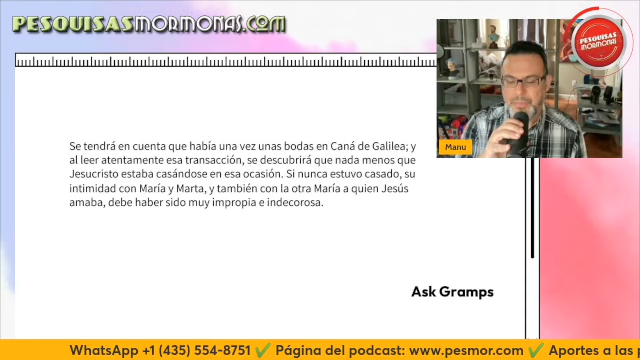 PESQUISASMORMONAS.COM
PESQUISAS
MORMONAS
Manu
Se tendrá en cuenta que había una vez unas bodas en Caná de Galilea; y
al leer atentamente esa transacción, se descubrirá que nada menos que
Jesucristo estaba casándose en esa ocasión. Si nunca estuvo casado, su
intimidad con María y Marta, y también con la otra María a quien Jesús
amaba, debe haber sido muy impropia e indecorosa.
Ask Gramps
WhatsApp +1 (435) 554-8751 ✔ Página del podcast: www.pesmor.com ✔ Aportes a las